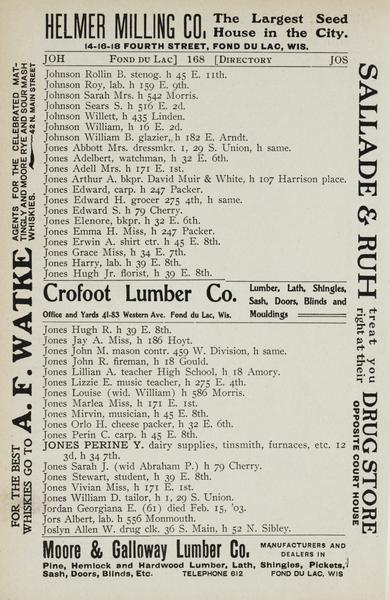 HELMER MILLING CO. The Largest Seed House in the City.
14-16-18 FOURTH STREET, FOND DU LAC, WIS.
JOH FOND DU LAC] 168 [DIRECTORY JOS
Johnson Rollin B. stenog. h 45 E. 11th.
Johnson Roy, lab. h 159 E. 9th.
Johnson Sarah Mrs. h 542 Morris.
Johnson Sears S. h 516 E. 2d.
Johnson Willett, h 435 Linden.
Johnson William, h 16 E. 2d.
Johnson William B. glazier, h 182 E. Arndt.
Jones Abbott Mrs. dressmkr. 1, 29 S. Union, h same.
Jones Adelbert, watchman, h 32 E. 6th.
Jones Adell Mrs. h 171 E. 1st.
Jones Arthur A. bkpr. David Muir & White, h 107 Harrison place.
Jones Edward, carp. h 247 Packer.
Jones Edward H. grocer 275 4th, h same.
Jones Edward S. h 79 Cherry.
Jones Elenore, bkpr. h 32 E. 6th.
Jones Emma H. Miss, h 247 Packer.
Jones Erwin A. shirt ctr. h 45 E. 8th.
Jones Grace Miss, h 34 E. 7th.
Jones Harry, lab. h 39 E. 8th.
Jones Hugh Jr. florist, h 39 E. 8th.
Crofoot Lumber Co. Lumber, Lath, Shingles,
Sash, Doors, Blinds and
Office and Yards 41-83 Western Ave. Fond du Lac, Wis. Mouldings
Jones Hugh R. h 39 E. 8th.
Jones Jay A. Miss, h 186 Hoyt.
Jones John M. mason contr. 459 W. Division, h same.
Jones John R. fireman, h 18 Gould.
Jones Lillian A. teacher High School, h 18 Amory.
Jones Lizzie E. music teacher, h 275 E. 4th.
Jones Louise (wid. William) h 586 Morris.
Jones Marlea Miss, h 171 E. 1st.
Jones Mirvin, musician, h 45 E. 8th.
Jones Orlo H. cheese packer, h 32 E. 6th.
Jones Perin C. carp. h 45 E. 8th.
JONES PERINE Y. dairy supplies, tinsmith, furnaces, etc. 12
3d, h 34 7th.
Jones Sarah J. (wid Abraham P.) h 79 Cherry.
Jones Stewart, student, h 39 E. 8th.
Jones Vivian Miss, h 171 E. 1st.
Jones William D. tailor, h 1, 29 S. Union.
Jordan Georgiana E. (61) died Feb. 15, '03.
Jors Albert, lab. h 556 Monmouth.
Joslyn Allen W. drug clk. 36 S. Main, h 52 N. Sibley.
Moore & Galloway Lumber Co. MANUFACTURERS AND
DEALERS IN
Pine, Hemlock and Hardwood Lumber, Lath, Shingles, Pickets,
Sash, Doors, Blinds, Etc. TELEPHONE 612 FOND DU LAC, WIS
FOR THE BEST
WHISKIES GO TO A. F. WATKE AGENTS FOR THE CELEBRATED MAT-
TINGLY AND MOORE RYE AND SOUR MASH
WHISKIES. 42 N. MAIN STREET
SALLADE & RUH treat you
right at their DRUG STORE
OPPOSITE COURT HOUSE